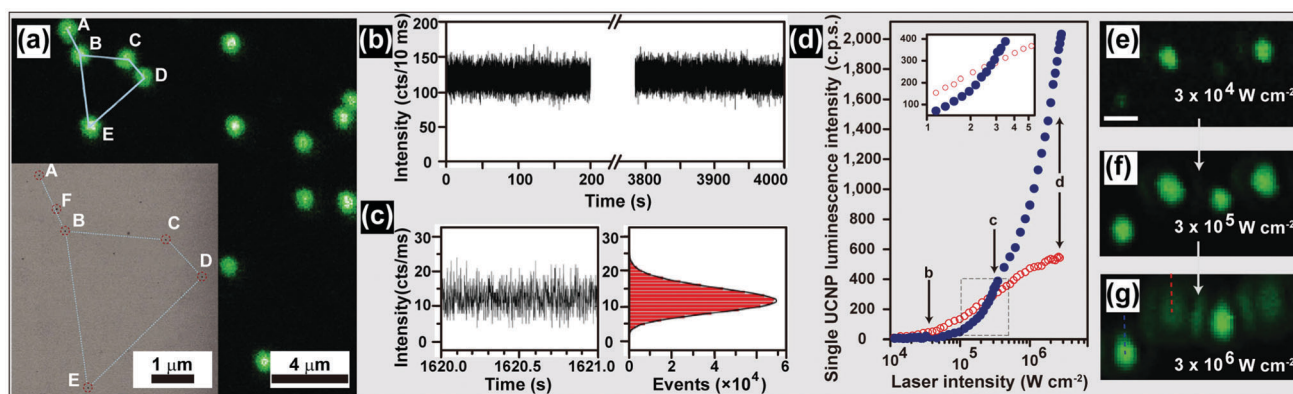 (a)
A
B
C
D
E
A
F
B
C
D
E
1 μm
4 μm
(b)
Intensity (cts/10 ms)
200
150
100
50
0
0 100 200 3800 3900 4000
Time (s)
(c)
Intensity(cts/ms)
30
20
10
0
1620.0 1620.5 1621.0
Time (s)
30
20
10
0
0 2 4 6
Events (×10⁴)
(d)
Single UCNP luminescence intensity (c.p.s.)
2,000
1,800
1,600
1,400
1,200
1,000
800
600
400
200
0
400
300
200
100
1 2 3 4 5
b
c
d
10⁴ 10⁵ 10⁶
Laser intensity (W cm⁻²)
(e)
3 x 10⁴ W cm⁻²
(f)
3 x 10⁵ W cm⁻²
(g)
3 x 10⁶ W cm⁻²